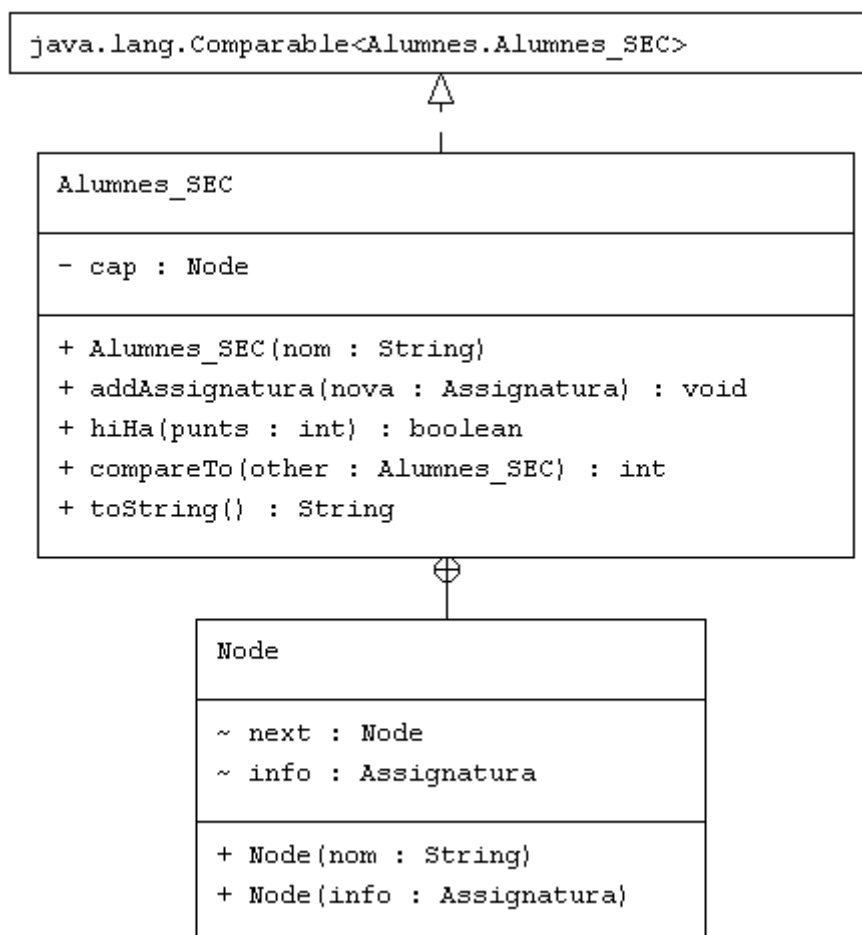 java.lang.Comparable<Alumnes.Alumnes_SEC>
Alumnes_SEC
- cap : Node
+ Alumnes_SEC(nom : String)
+ addAssignatura(nova : Assignatura) : void
+ hiHa(punts : int) : boolean
+ compareTo(other : Alumnes_SEC) : int
+ toString() : String
Node
~ next : Node
~ info : Assignatura
+ Node(nom : String)
+ Node(info : Assignatura)